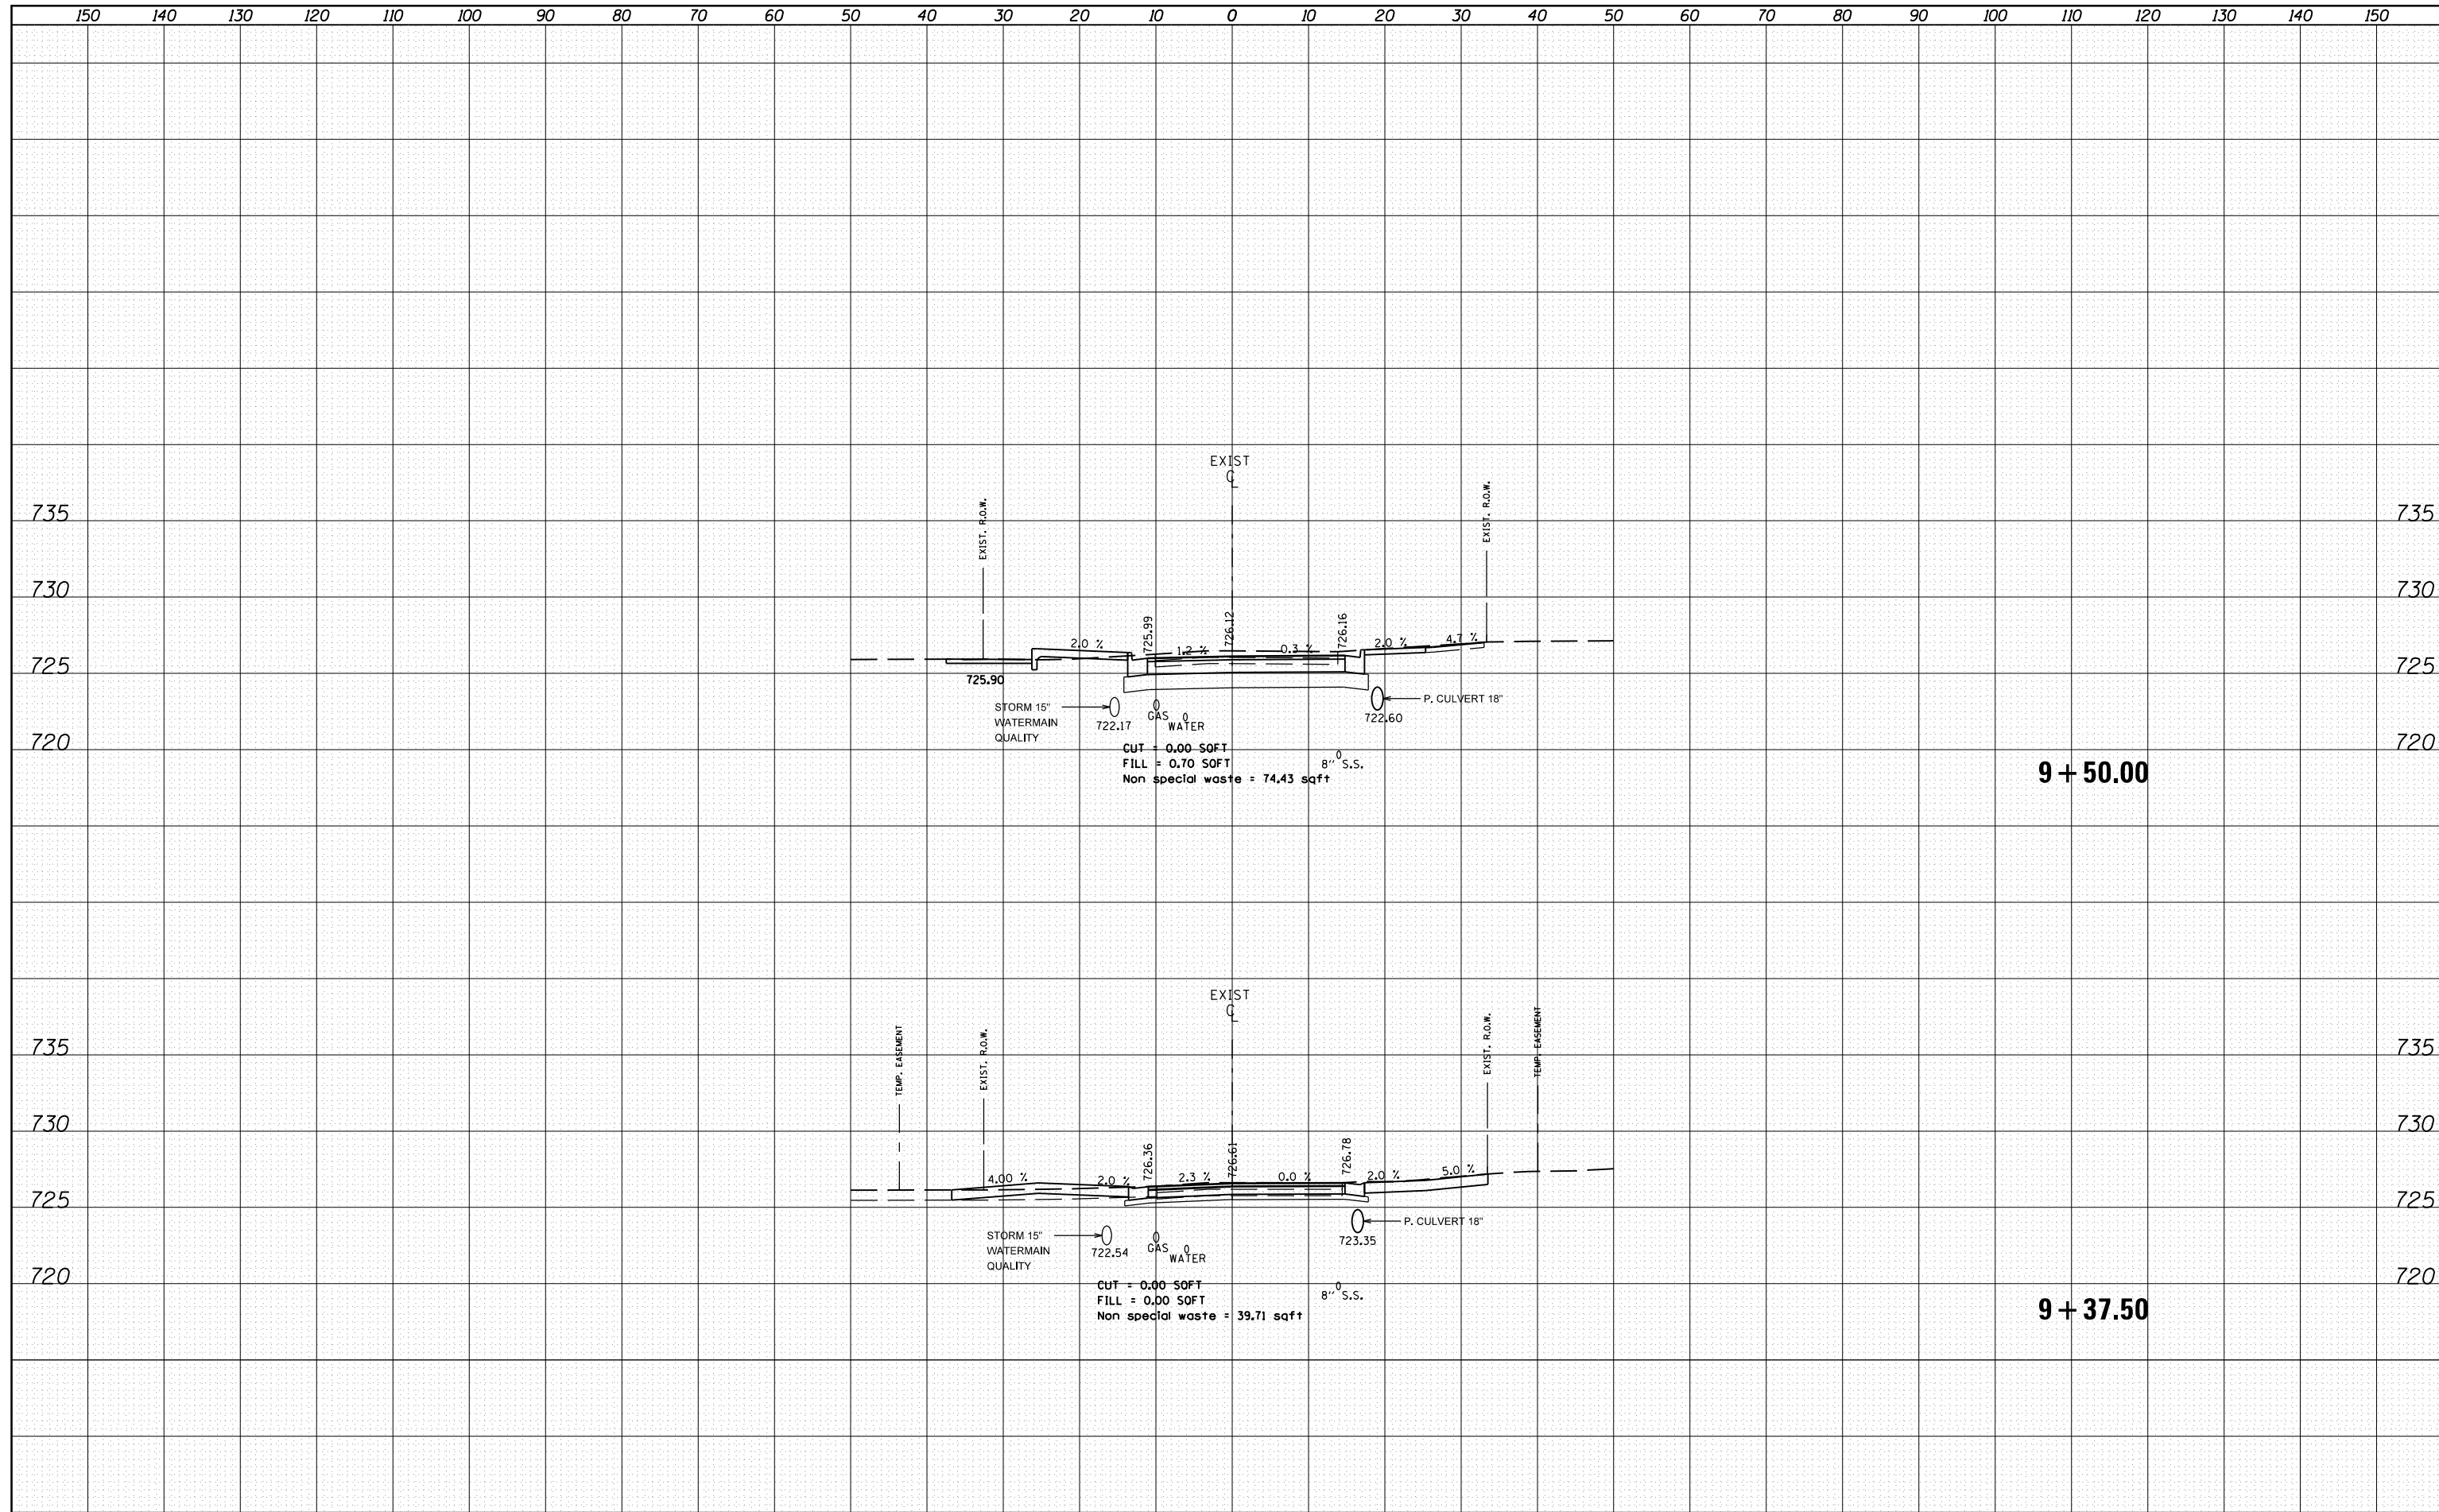 150 140 130 120 110 100 90 80 70 60 50 40 30 20 10 0 10 20 30 40 50 60 70 80 90 100 110 120 130 140 150
EXIST
CL
EXIST. R.O.W.
EXIST. R.O.W.
735 735
730 730
725.99
726.12
726.16
2.0 % 1.2 % 0.3 % 2.0 % 4.7 %
725 725
725.90
STORM 15"
WATERMAIN
QUALITY
722.17
GAS
WATER
P. CULVERT 18"
722.60
720 720
CUT = 0.00 SQFT
FILL = 0.70 SQFT
Non special waste = 74.43 sqft
8'' S.S.
9+50.00
EXIST
CL
TEMP. EASEMENT
EXIST. R.O.W.
EXIST. R.O.W.
TEMP. EASEMENT
735 735
730 730
726.36
726.61
726.78
4.00 % 2.0 % 2.3 % 0.0 % 2.0 % 5.0 %
725 725
STORM 15"
WATERMAIN
QUALITY
722.54
GAS
WATER
P. CULVERT 18"
723.35
720 720
CUT = 0.00 SQFT
FILL = 0.00 SQFT
Non special waste = 39.71 sqft
8'' S.S.
9+37.50